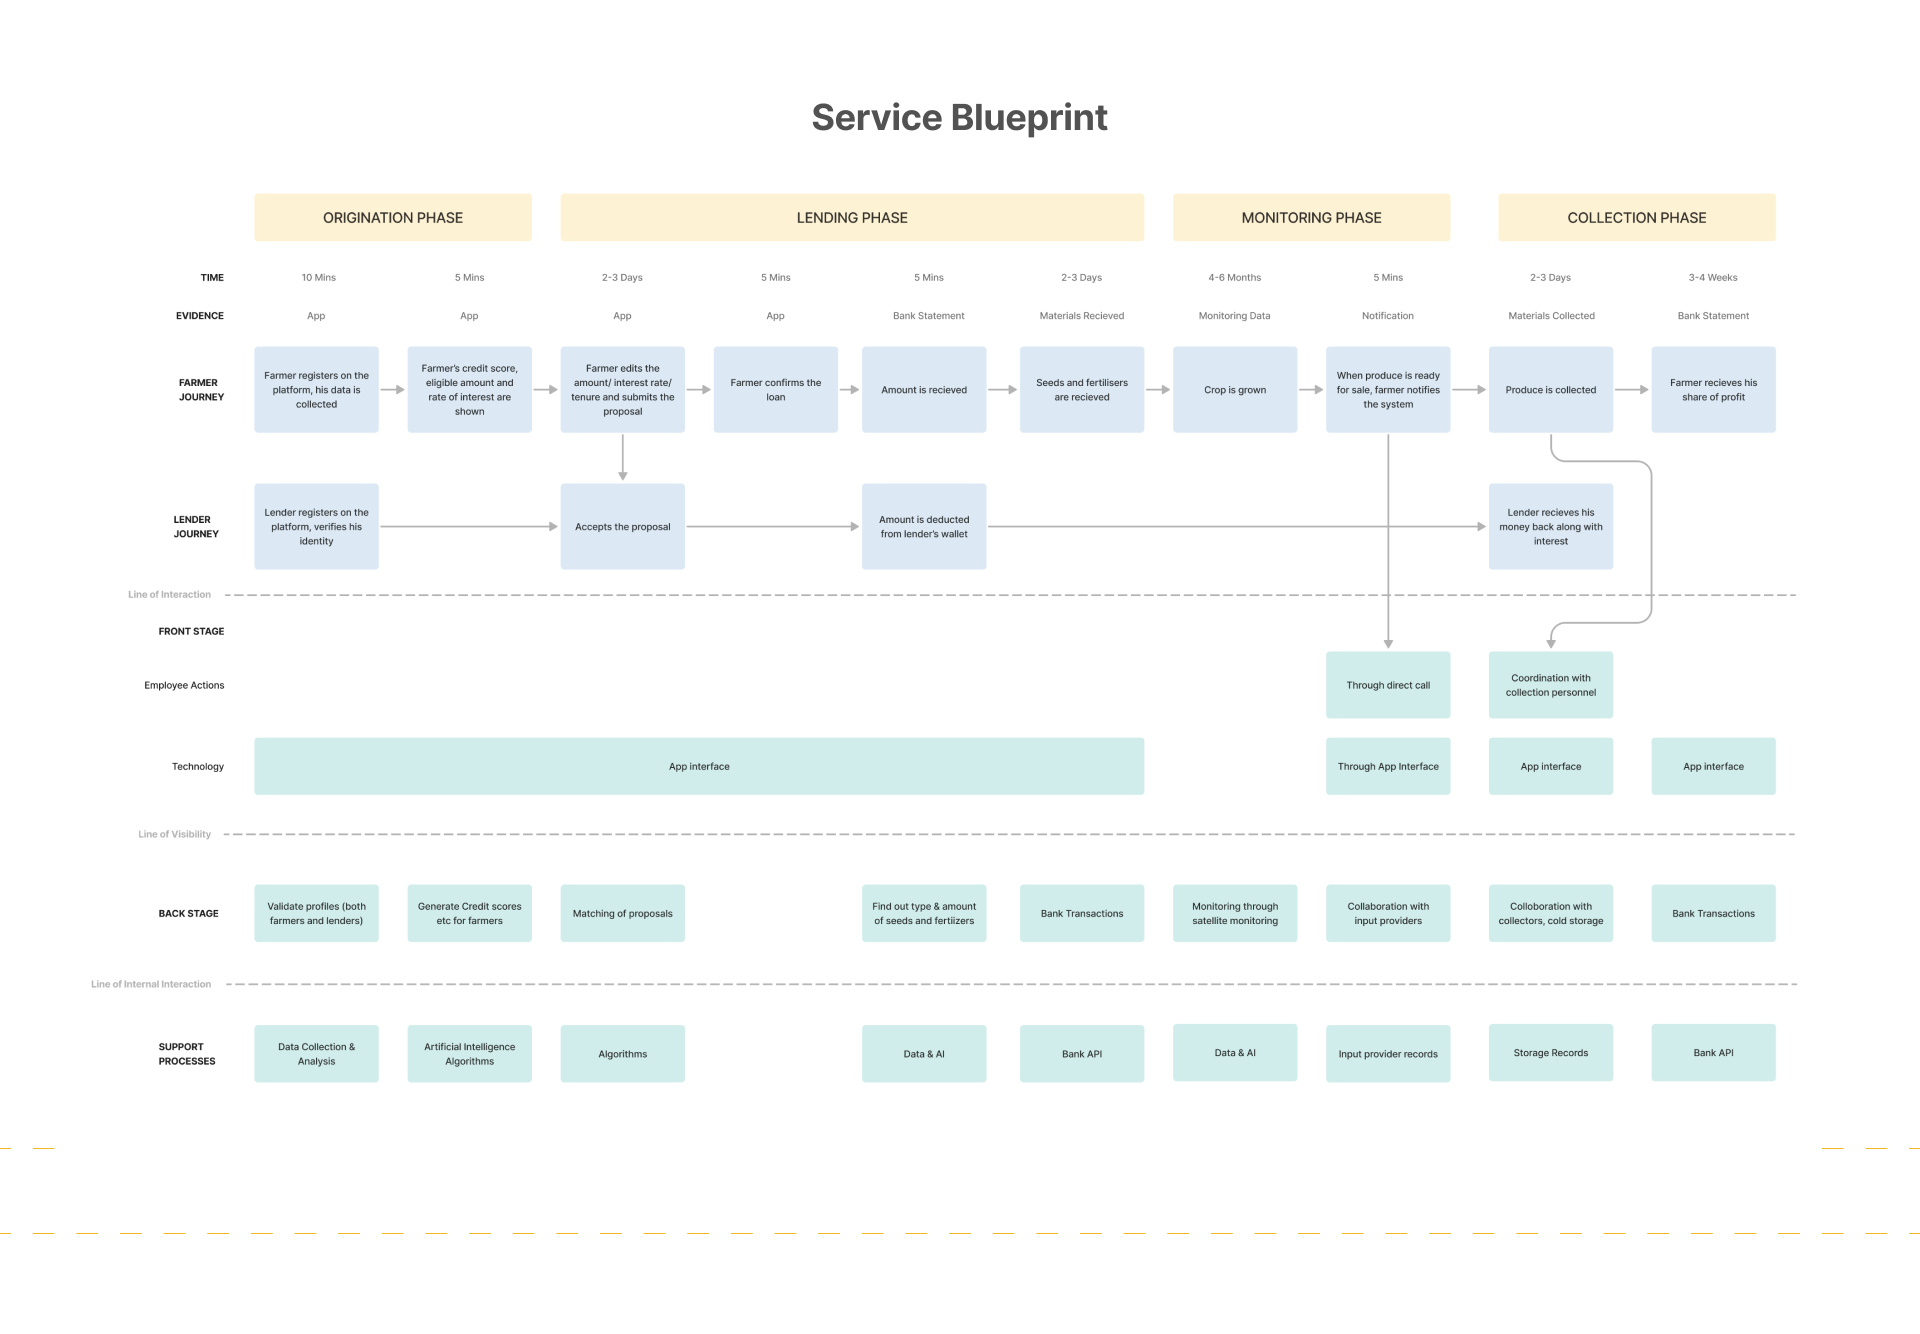 Service Blueprint
ORIGINATION PHASE
LENDING PHASE
MONITORING PHASE
COLLECTION PHASE
TIME
10 Mins
5 Mins
2-3 Days
5 Mins
5 Mins
2-3 Days
4-6 Months
5 Mins
2-3 Days
3-4 Weeks
EVIDENCE
App
App
App
App
Bank Statement
Materials Recieved
Monitoring Data
Notification
Materials Collected
Bank Statement
FARMER
JOURNEY
Farmer registers on the
platform, his data is
collected
Farmer's credit score,
eligible amount and
rate of interest are
shown
Farmer edits the
amount/ interest rate/
tenure and submits the
proposal
Farmer confirms the
loan
Amount is recieved
Seeds and fertilisers
are recieved
Crop is grown
When produce is ready
for sale, farmer notifies
the system
Produce is collected
Farmer recieves his
share of profit
LENDER
JOURNEY
Lender registers on the
platform, verifies his
identity
Accepts the proposal
Amount is deducted
from lender's wallet
Lender recieves his
money back along with
interest
Line of Interaction
FRONT STAGE
Employee Actions
Through direct call
Coordination with
collection personnel
Technology
App interface
Through App Interface
App interface
App interface
Line of Visibility
BACK STAGE
Validate profiles (both
farmers and lenders)
Generate Credit scores
etc for farmers
Matching of proposals
Find out type & amount
of seeds and fertiizers
Bank Transactions
Monitoring through
satellite monitoring
Collaboration with
input providers
Colloboration with
collectors, cold storage
Bank Transactions
Line of Internal Interaction
SUPPORT
PROCESSES
Data Collection &
Analysis
Artificial Intelligence
Algorithms
Algorithms
Data & AI
Bank API
Data & AI
Input provider records
Storage Records
Bank API